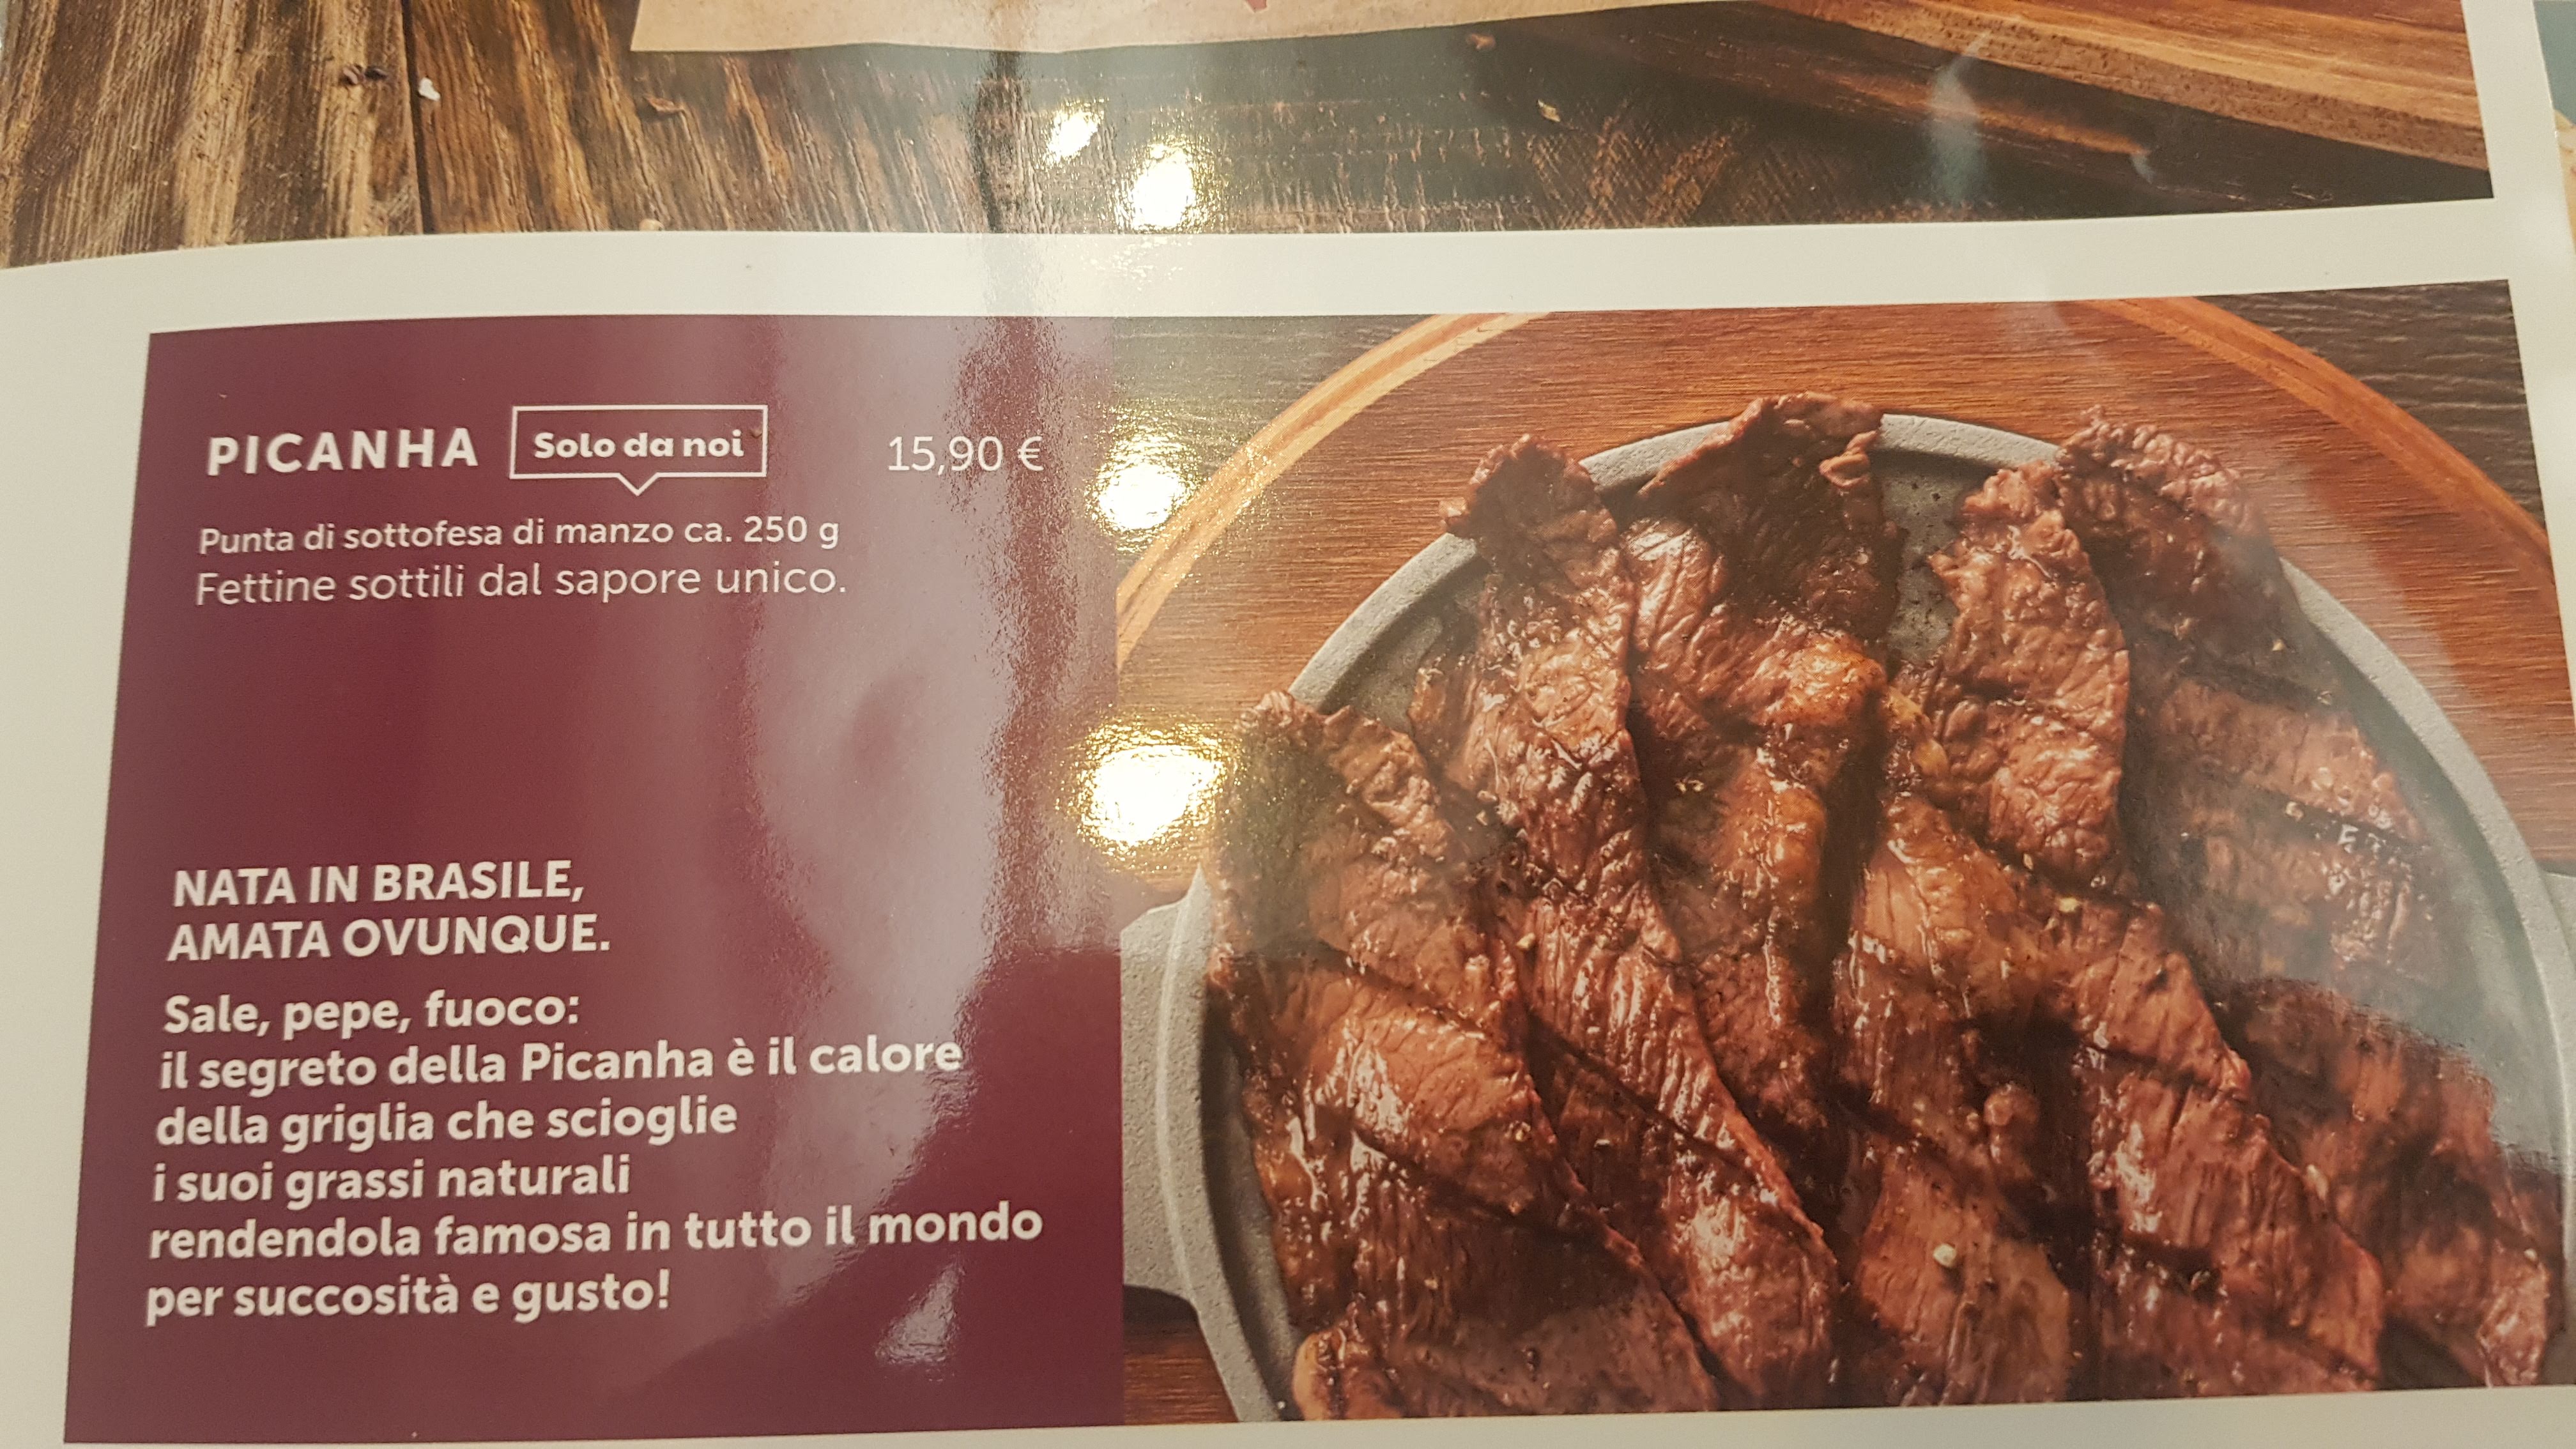 PICANHA Solo da noi 15,90 €
Punta di sottofesa di manzo ca. 250 g
Fettine sottili dal sapore unico.
NATA IN BRASILE,
AMATA OVUNQUE.
Sale, pepe, fuoco:
il segreto della Picanha è il calore
della griglia che scioglie
i suoi grassi naturali
rendendola famosa in tutto il mondo
per succosità e gusto!